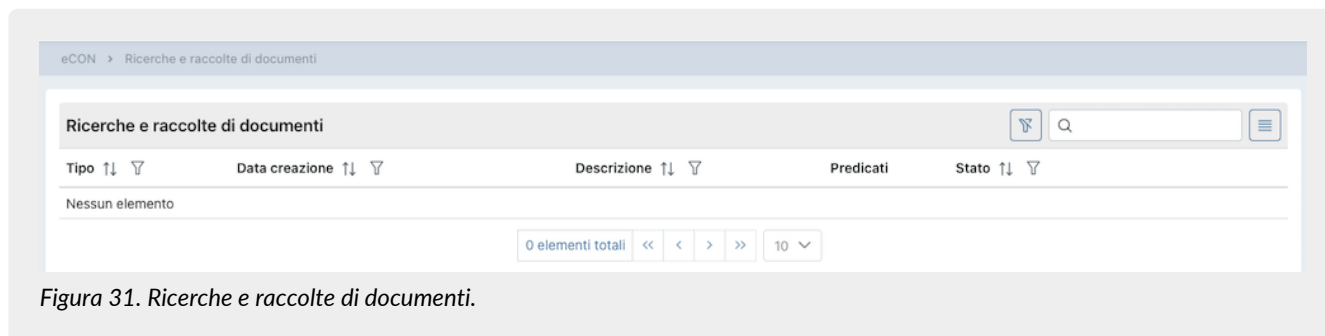 eCON > Ricerche e raccolte di documenti
Ricerche e raccolte di documenti
Tipo Data creazione Descrizione Predicati Stato
Nessun elemento
0 elementi totali << < > >> 10
Figura 31. Ricerche e raccolte di documenti.